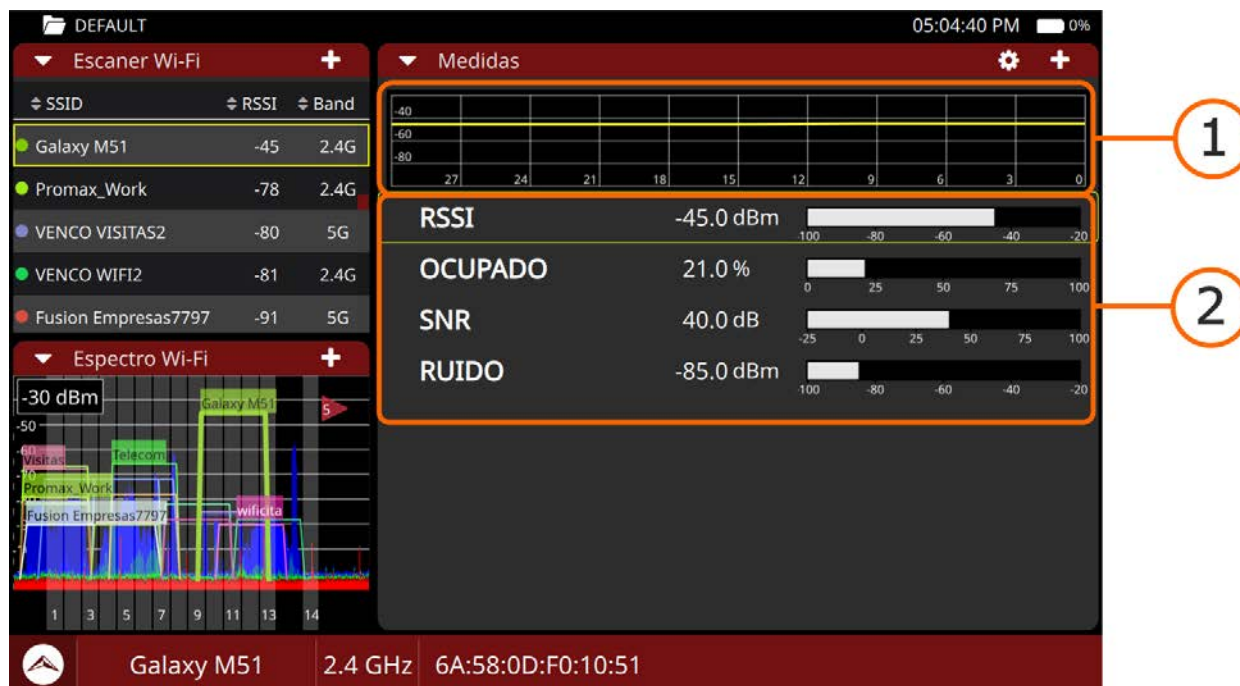 DEFAULT 05:04:40 PM 0%
Escaner Wi-Fi
SSID RSSI Band
Galaxy M51 -45 2.4G
Promax_Work -78 2.4G
VENCO VISITAS2 -80 5G
VENCO WIFI2 -81 2.4G
Fusion Empresas7797 -91 5G
Espectro Wi-Fi
-30 dBm
Galaxy M51
5
-50
-60
Visitas
Telecom
-70
Promax_Work
Fusion Empresas7797
wificita
1 3 5 7 9 11 13 14
Medidas
-40
-60
-80
27 24 21 18 15 12 9 6 3 0
1
RSSI -45.0 dBm
-100 -80 -60 -40 -20
OCUPADO 21.0 %
0 25 50 75 100
2
SNR 40.0 dB
-25 0 25 50 75 100
RUIDO -85.0 dBm
-100 -80 -60 -40 -20
Galaxy M51 2.4 GHz 6A:58:0D:F0:10:51